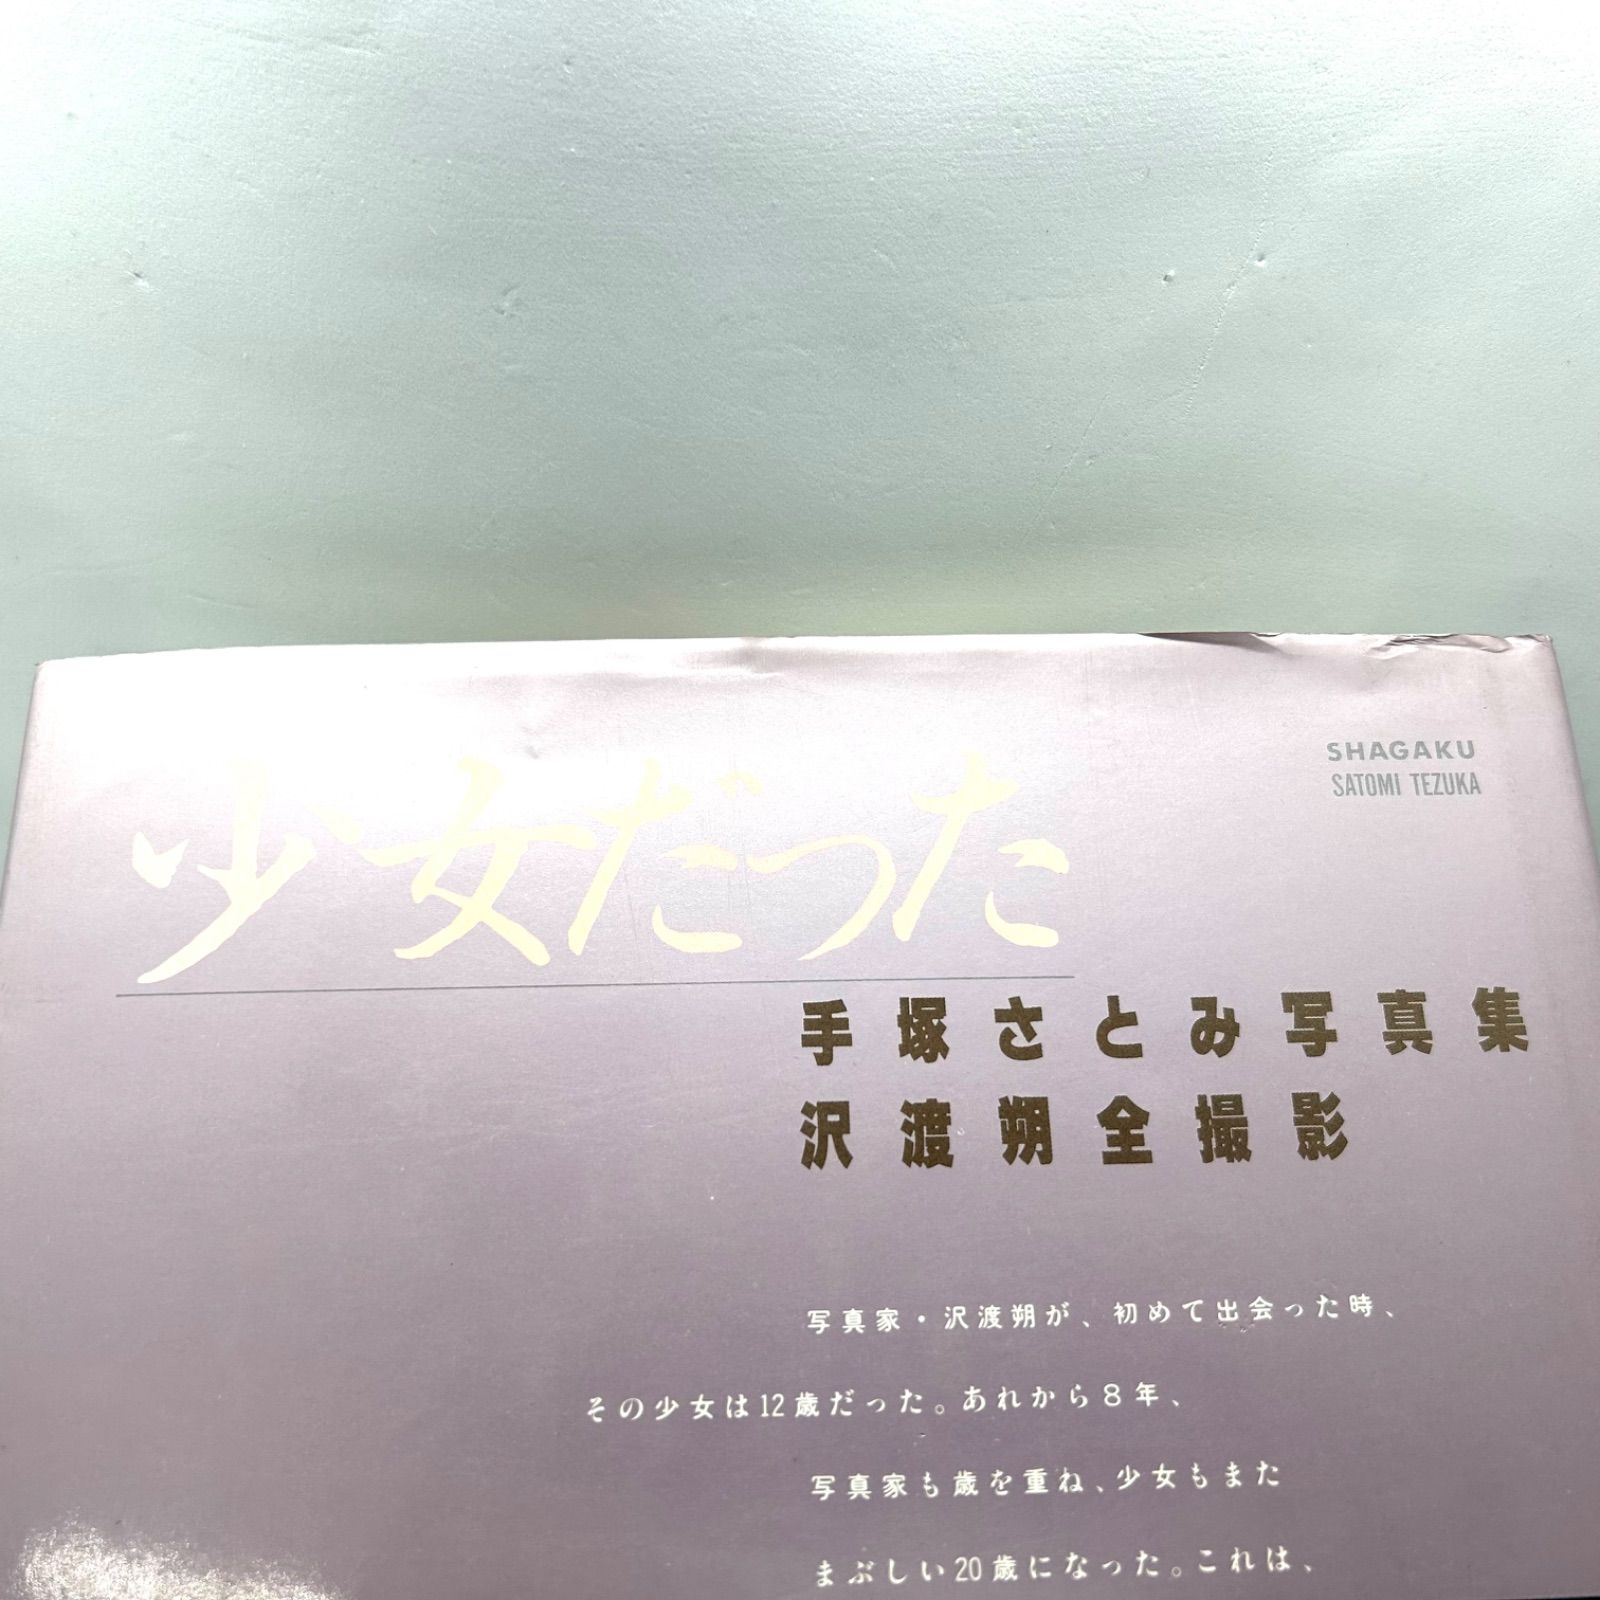 SHAGAKU
SATOMI TEZUKA
少女だった
手塚さとみ写真集
沢渡朔全撮影
写真家・沢渡朔が、初めて出会った時、
その少女は12歳だった。あれから8年、
写真家も歳を重ね、少女もまた
まぶしい20歳になった。これは、